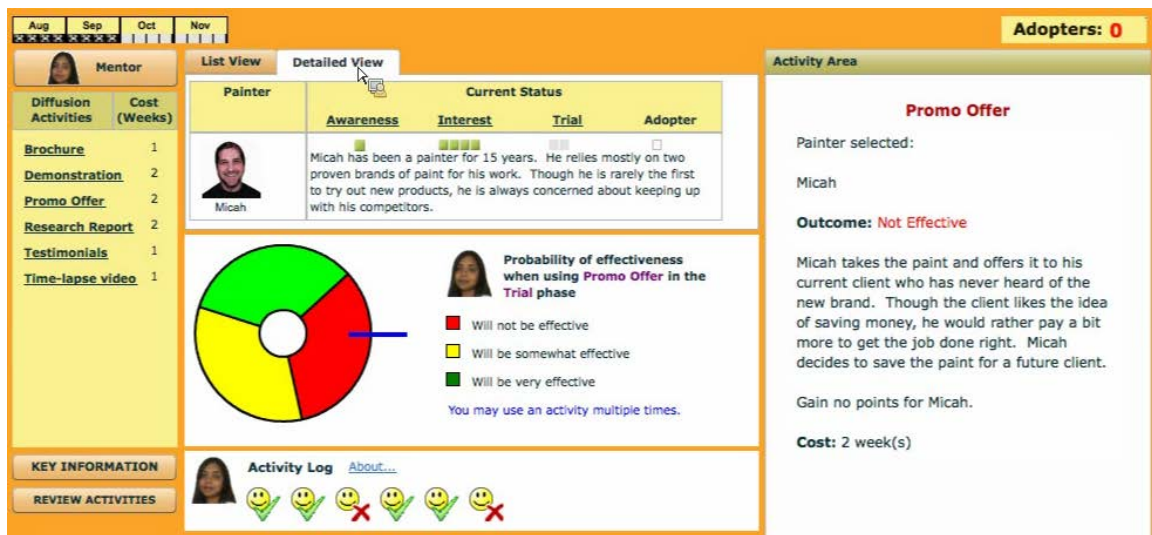 Aug Sep Oct Nov
Adopters: 0
Mentor
Diffusion Activities Cost (Weeks)
Brochure 1
Demonstration 2
Promo Offer 2
Research Report 2
Testimonials 1
Time-lapse video 1
KEY INFORMATION
REVIEW ACTIVITIES
List View Detailed View
Painter Current Status
Awareness Interest Trial Adopter
Micah has been a painter for 15 years. He relies mostly on two
proven brands of paint for his work. Though he is rarely the first
to try out new products, he is always concerned about keeping up
with his competitors.
Micah
Probability of effectiveness
when using Promo Offer in the
Trial phase
Will not be effective
Will be somewhat effective
Will be very effective
You may use an activity multiple times.
Activity Log About...
Activity Area
Promo Offer
Painter selected:
Micah
Outcome: Not Effective
Micah takes the paint and offers it to his
current client who has never heard of the
new brand. Though the client likes the idea
of saving money, he would rather pay a bit
more to get the job done right. Micah
decides to save the paint for a future client.
Gain no points for Micah.
Cost: 2 week(s)